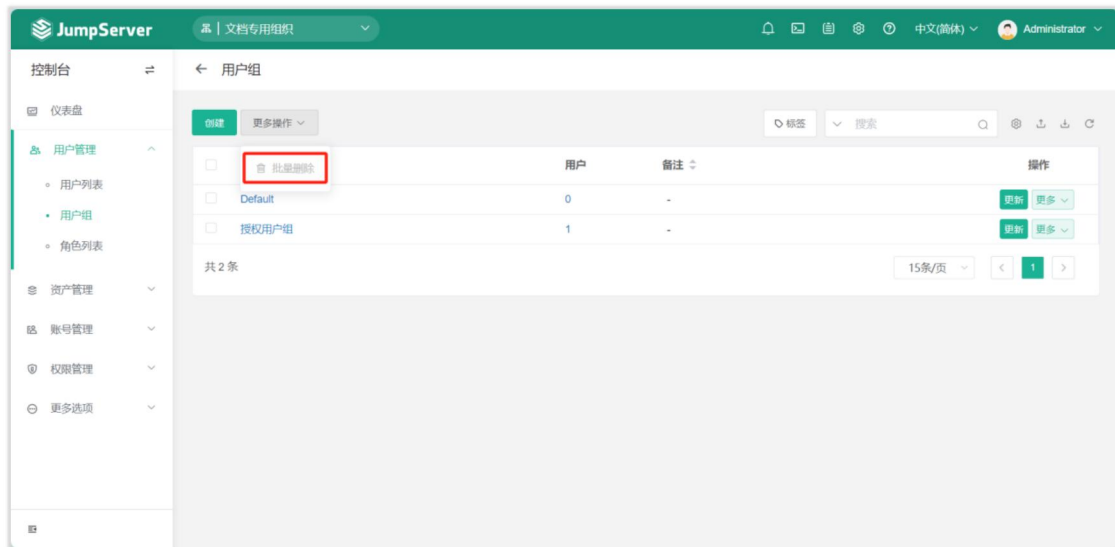 JumpServer 文档专用组织 中文(简体) Administrator
控制台 用户组
仪表盘
创建 更多操作 标签 搜索
用户管理
批量删除 用户 备注 操作
用户列表
Default 0 - 更新 更多
用户组
授权用户组 1 - 更新 更多
角色列表
共 2 条 15条/页 1
资产管理
账号管理
权限管理
更多选项